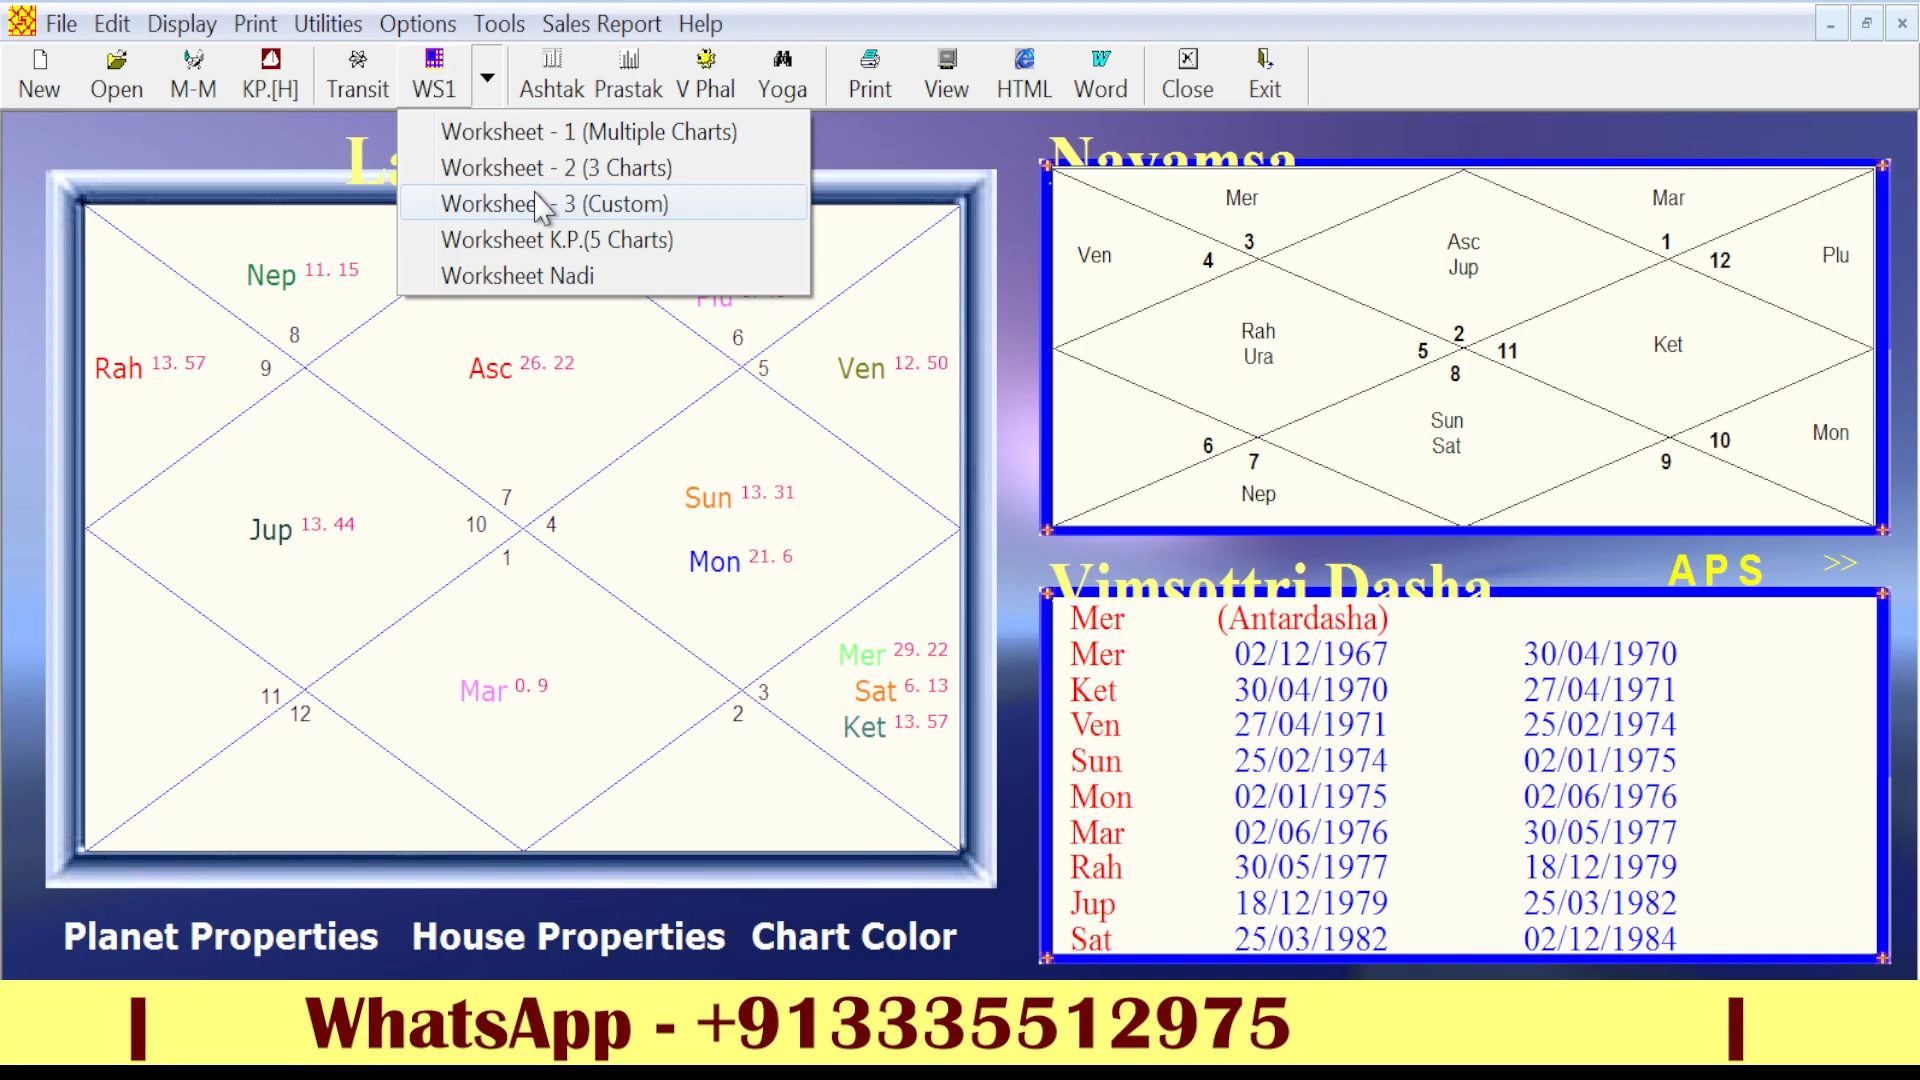 File Edit Display Print Utilities Options Tools Sales Report Help
New Open M-M KP.[H] Transit WS1 Ashtak Prastak V Phal Yoga Print View HTML Word Close Exit
Worksheet - 1 (Multiple Charts)
Worksheet - 2 (3 Charts)
- 3 (Custom)
Worksheet K.P.(5 Charts)
Worksheet Nadi
Nep 11. 15
8
Rah 13. 57
9
Asc 26. 22
Plu
6
5
Ven 12. 50
7
10
4
1
Jup 13. 44
Sun 13. 31
Mon 21. 6
Mer 29. 22
Sat 6. 13
Ket 13. 57
11
12
Mar 0. 9
3
2
Planet Properties House Properties Chart Color
Navamsa
Mer
Mar
Ven
3
4
Asc
Jup
1
12
Plu
Rah
Ura
2
5
11
8
Ket
Sun
Sat
6
7
Nep
10
9
Mon
Vimsottri Dasha
A P S >>
Mer (Antardasha)
Mer 02/12/1967 30/04/1970
Ket 30/04/1970 27/04/1971
Ven 27/04/1971 25/02/1974
Sun 25/02/1974 02/01/1975
Mon 02/01/1975 02/06/1976
Mar 02/06/1976 30/05/1977
Rah 30/05/1977 18/12/1979
Jup 18/12/1979 25/03/1982
Sat 25/03/1982 02/12/1984
| WhatsApp - +913335512975 |